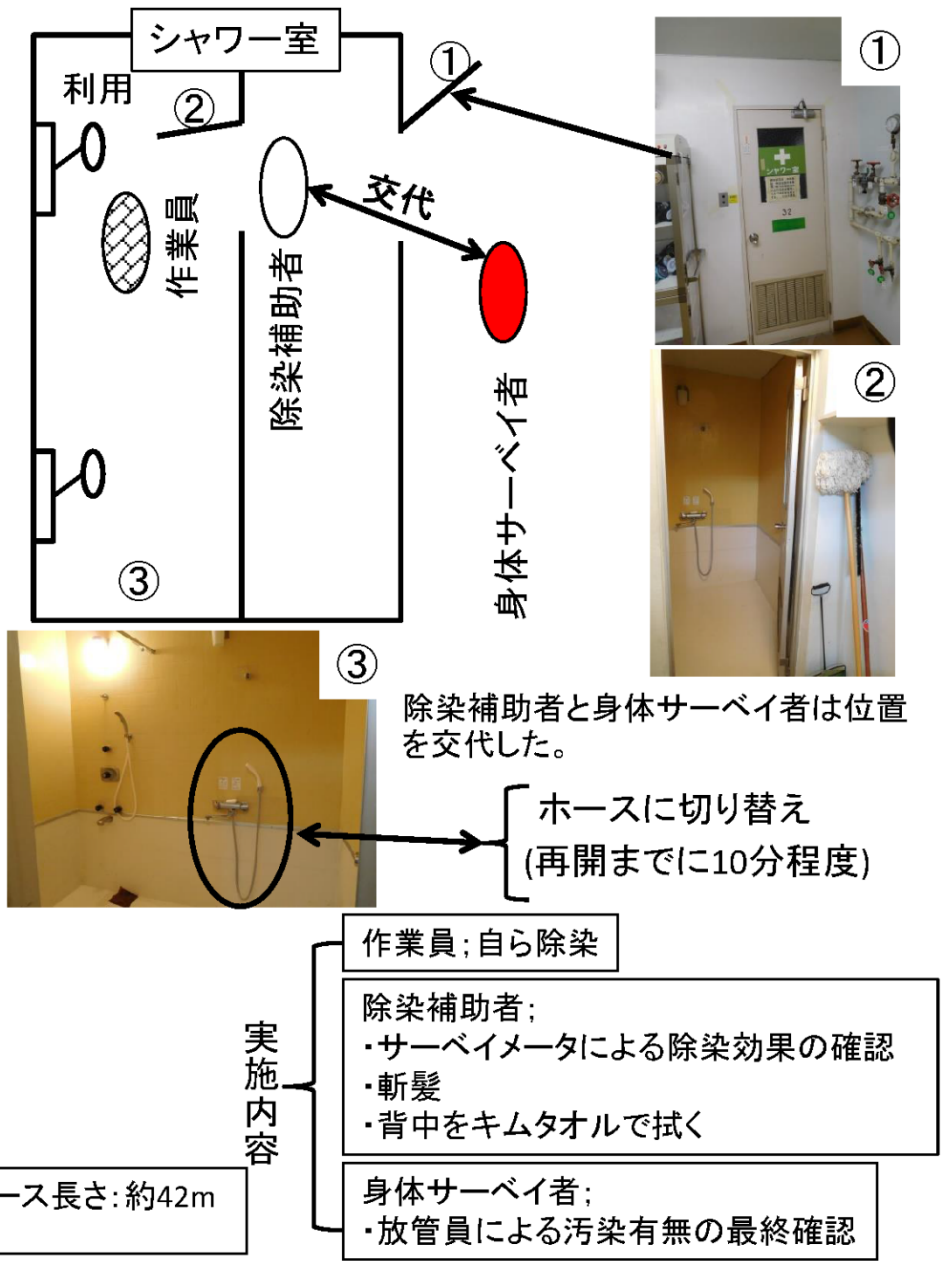 シャワー室
①
①
利用
②
交代
作業員
除染補助者
シャワー室
32
②
身体サーベイ者
③
③
除染補助者と身体サーベイ者は位置
を交代した。
ホースに切り替え
(再開までに10分程度)
実施内容
作業員;自ら除染
除染補助者;
・サーベイメータによる除染効果の確認
・斬髪
・背中をキムタオルで拭く
ース長さ:約42m
身体サーベイ者;
・放管員による汚染有無の最終確認